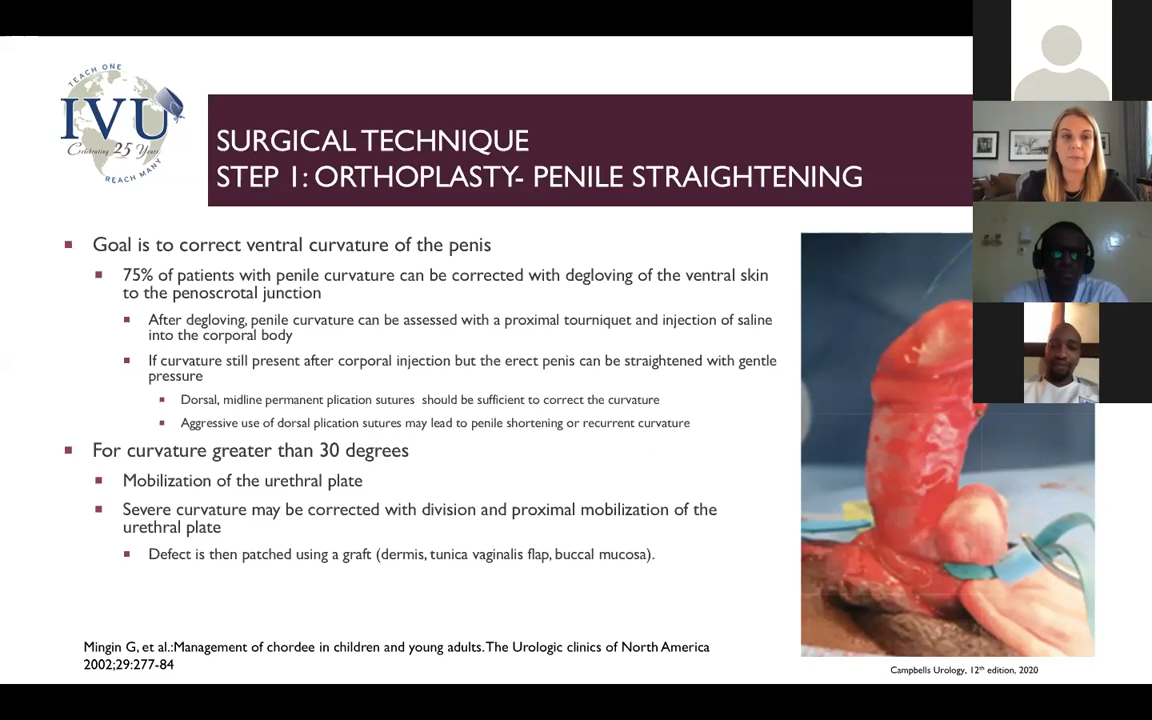 TEACH ONE
IVU
Celebrating 25 Years
REACH MANY
SURGICAL TECHNIQUE
STEP 1: ORTHOPLASTY- PENILE STRAIGHTENING
Goal is to correct ventral curvature of the penis
75% of patients with penile curvature can be corrected with degloving of the ventral skin
to the penoscrotal junction
After degloving, penile curvature can be assessed with a proximal tourniquet and injection of saline
into the corporal body
If curvature still present after corporal injection but the erect penis can be straightened with gentle
pressure
Dorsal, midline permanent plication sutures should be sufficient to correct the curvature
Aggressive use of dorsal plication sutures may lead to penile shortening or recurrent curvature
For curvature greater than 30 degrees
Mobilization of the urethral plate
Severe curvature may be corrected with division and proximal mobilization of the
urethral plate
Defect is then patched using a graft (dermis, tunica vaginalis flap, buccal mucosa).
Mingin G, et al.:Management of chordee in children and young adults. The Urologic clinics of North America
2002;29:277-84
Campbells Urology, 12th edition, 2020